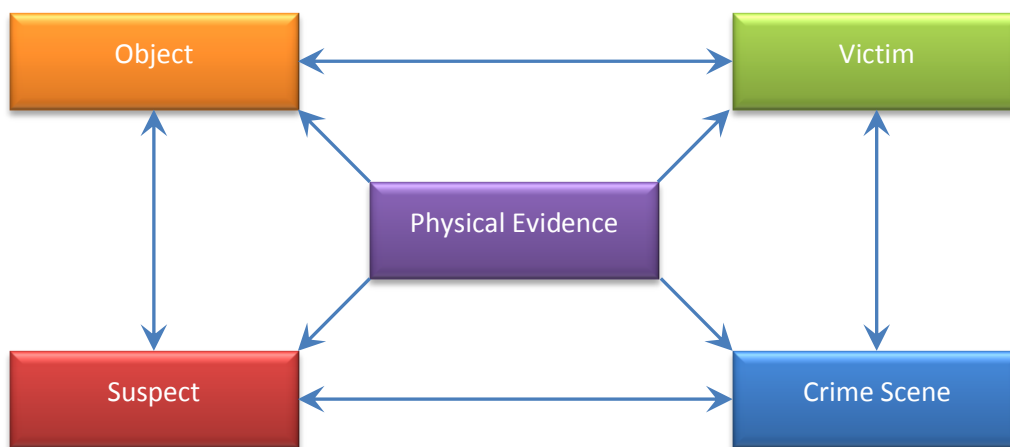 Object
Victim
Physical Evidence
Suspect
Crime Scene